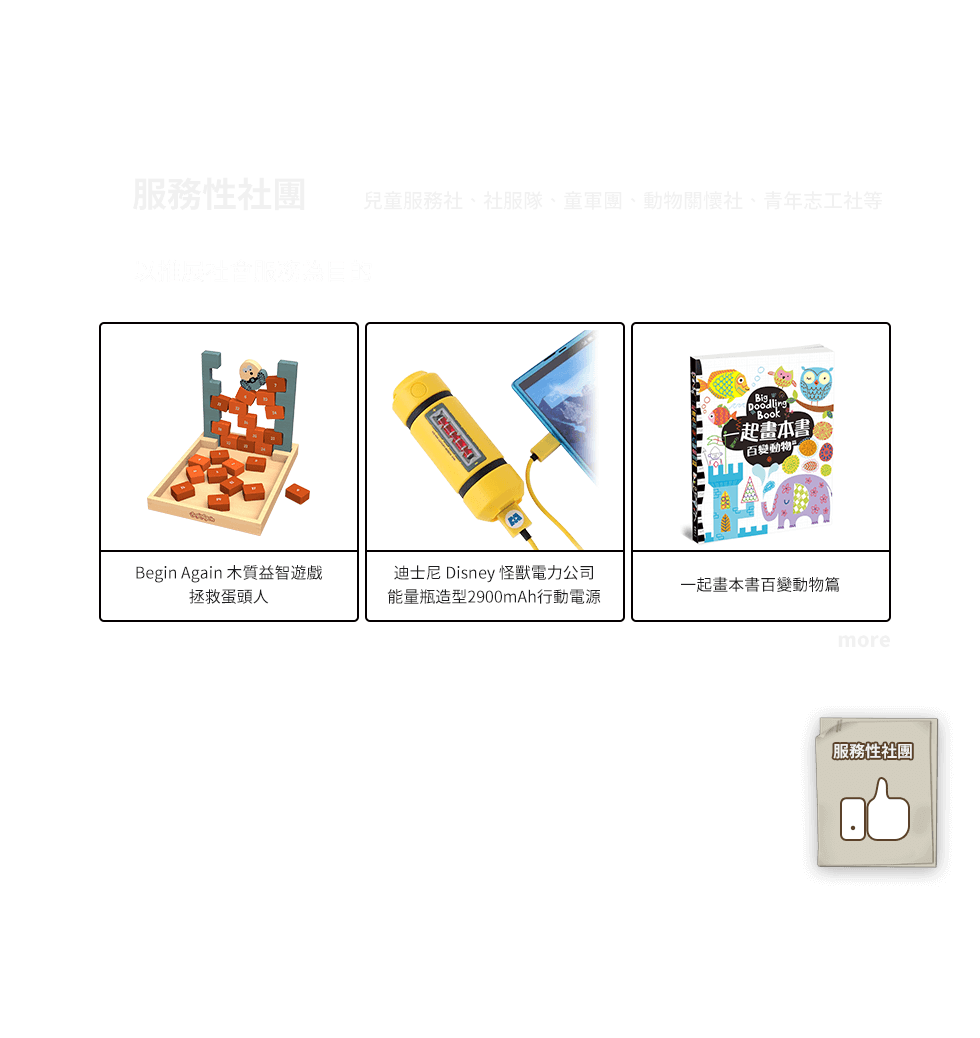 服務性社團
兒童服務社、社服隊、童軍團、動物關懷社、青年志工社等
Big
Doodling
Book
一起畫本書
百變動物篇
Begin Again 木質益智遊戲
拯救蛋頭人
迪士尼 Disney 怪獸電力公司
能量瓶造型2900mAh行動電源
一起畫本書百變動物篇
more
服務性社團